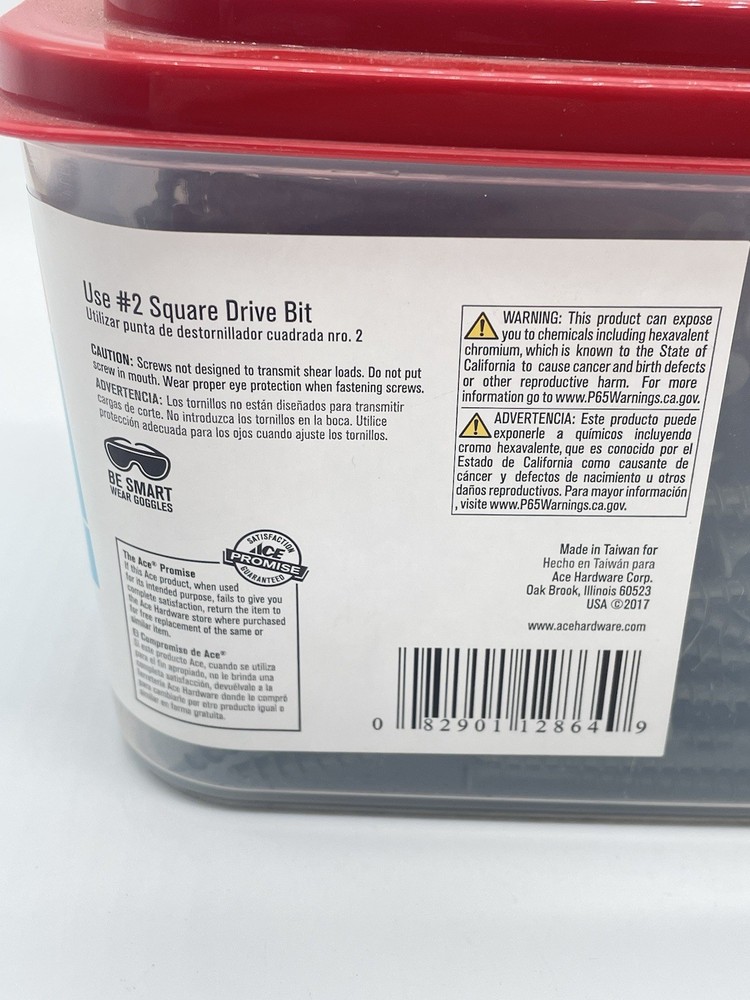 Use #2 Square Drive Bit
Utilizar punta de destornillador cuadrada nro. 2
CAUTION: Screws not designed to transmit shear loads. Do not put
screw in mouth. Wear proper eye protection when fastening screws.
ADVERTENCIA: Los tornillos no están diseñados para transmitir
cargas de corte. No introduzca los tornillos en la boca. Utilice
protección adecuada para los ojos cuando ajuste los tornillos.
BE SMART
WEAR GOGGLES
SATISFACTION
ACE
PROMISE
GUARANTEED
The Ace® Promise
If this Ace product, when used
for its intended purpose, fails to give you
complete satisfaction, return the item to
the Ace Hardware store where purchased
for free replacement of the same or
similar item.
El Compromiso de Ace®
Si este producto Ace, cuando se utiliza
para el fin apropiado, no le brinda una
completa satisfacción, devuélvalo a la
ferretería Ace Hardware donde lo compró
para cambiarlo por otro producto igual o
similar en forma gratuita.
WARNING: This product can expose
you to chemicals including hexavalent
chromium, which is known to the State of
California to cause cancer and birth defects
or other reproductive harm. For more
information go to www.P65Warnings.ca.gov.
ADVERTENCIA: Este producto puede
exponerle a químicos incluyendo
cromo hexavalente, que es conocido por el
Estado de California como causante de
cáncer y defectos de nacimiento u otros
daños reproductivos. Para mayor información
, visite www.P65Warnings.ca.gov.
Made in Taiwan for
Hecho en Taiwán para
Ace Hardware Corp.
Oak Brook, Illinois 60523
USA ©2017
www.acehardware.com
0 82901 12864 9